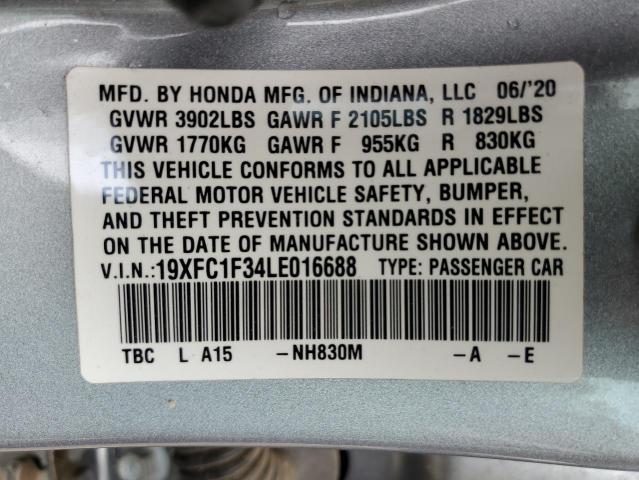 MFD. BY HONDA MFG. OF INDIANA, LLC 06/'20
GVWR 3902LBS GAWR F 2105LBS R 1829LBS
GVWR 1770KG GAWR F 955KG R 830KG
THIS VEHICLE CONFORMS TO ALL APPLICABLE
FEDERAL MOTOR VEHICLE SAFETY, BUMPER,
AND THEFT PREVENTION STANDARDS IN EFFECT
ON THE DATE OF MANUFACTURE SHOWN ABOVE.
V.I.N.:19XFC1F34LE016688 TYPE: PASSENGER CAR
TBC L A15 -NH830M -A -E